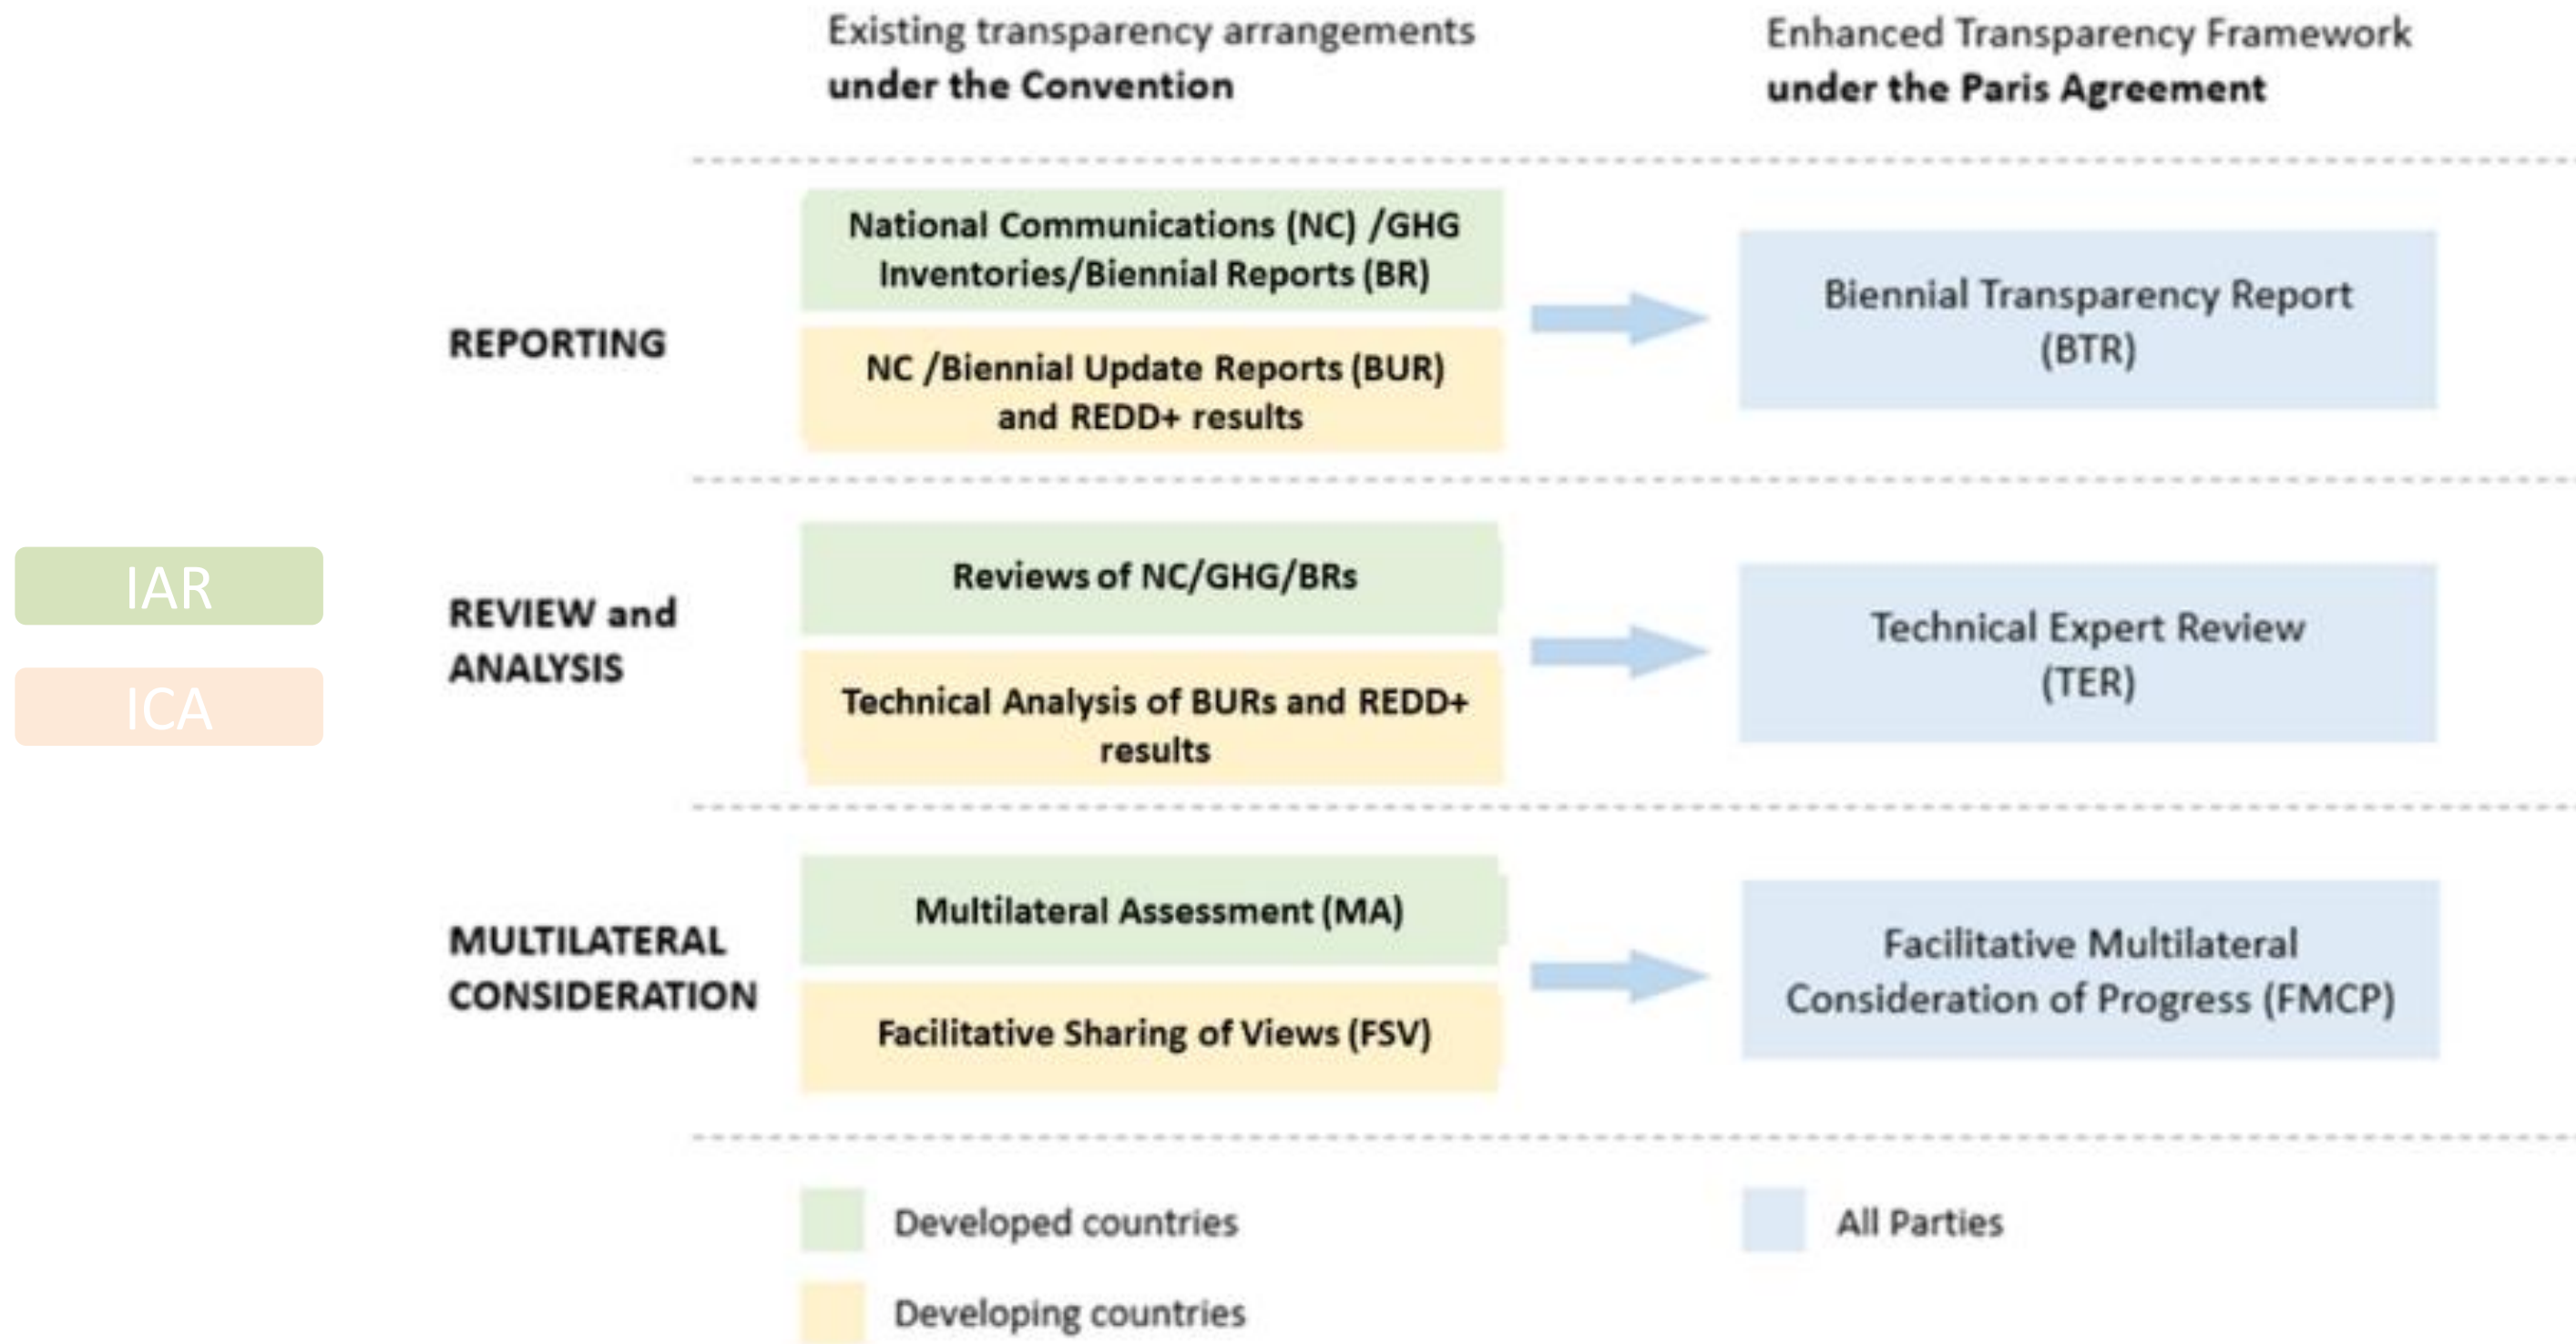 Existing transparency arrangements
under the Convention
Enhanced Transparency Framework
under the Paris Agreement
REPORTING
National Communications (NC) /GHG
Inventories/Biennial Reports (BR)
NC /Biennial Update Reports (BUR)
and REDD+ results
Biennial Transparency Report
(BTR)
IAR
ICA
REVIEW and
ANALYSIS
Reviews of NC/GHG/BRs
Technical Analysis of BURs and REDD+
results
Technical Expert Review
(TER)
MULTILATERAL
CONSIDERATION
Multilateral Assessment (MA)
Facilitative Sharing of Views (FSV)
Facilitative Multilateral
Consideration of Progress (FMCP)
Developed countries
Developing countries
All Parties